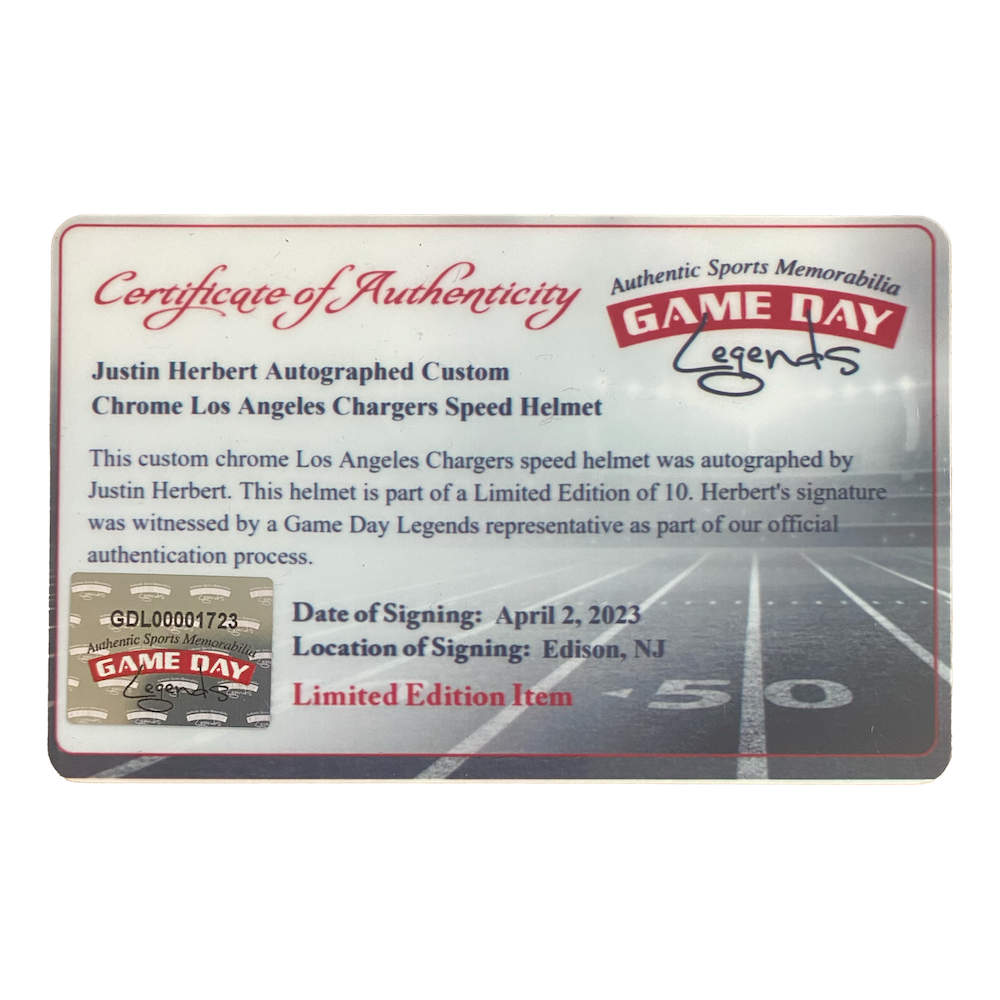 Certificate of Authenticity
Authentic Sports Memorabilia
GAME DAY
Legends
Justin Herbert Autographed Custom
Chrome Los Angeles Chargers Speed Helmet
This custom chrome Los Angeles Chargers speed helmet was autographed by
Justin Herbert. This helmet is part of a Limited Edition of 10. Herbert's signature
was witnessed by a Game Day Legends representative as part of our official
authentication process.
GDL00001723
Authentic Sports Memorabilia
GAME DAY
Legends
Date of Signing: April 2, 2023
Location of Signing: Edison, NJ
Limited Edition Item
50